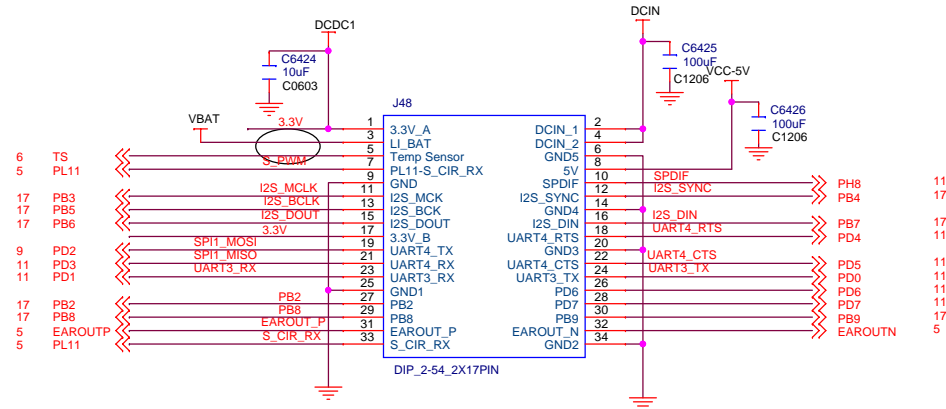 DCDC1
DCIN
C6424
10uF
C0603
C6425
100uF
C1206
VCC-5V
C6426
100uF
C1206
VBAT
J48
3.3V 1 3.3V_A DCIN_1 2
3 LI_BAT DCIN_2 4
6 TS 5 Temp Sensor GND5 6
5 PL11 S_PWM 7 PL11-S_CIR_RX 5V 8
9 GND SPDIF 10 SPDIF PH8 11
17 PB3 I2S_MCLK 11 I2S_MCK I2S_SYNC 12 I2S_SYNC PB4 17
17 PB5 I2S_BCLK 13 I2S_BCK GND4 14
17 PB6 I2S_DOUT 15 I2S_DOUT I2S_DIN 16 I2S_DIN PB7 17
3.3V 17 3.3V_B UART4_RTS 18 UART4_RTS PD4 11
9 PD2 SPI1_MOSI 19 UART4_TX GND3 20
11 PD3 SPI1_MISO 21 UART4_RX UART4_CTS 22 UART4_CTS PD5 11
11 PD1 UART3_RX 23 UART3_RX UART3_TX 24 UART3_TX PD0 11
25 GND1 PD6 26 PD6 11
17 PB2 PB2 27 PB2 PD7 28 PD7 11
17 PB8 PB8 29 PB8 PB9 30 PB9 17
5 EAROUTP EAROUT_P 31 EAROUT_P EAROUT_N 32 EAROUTN 5
5 PL11 S_CIR_RX 33 S_CIR_RX GND2 34
DIP_2-54_2X17PIN